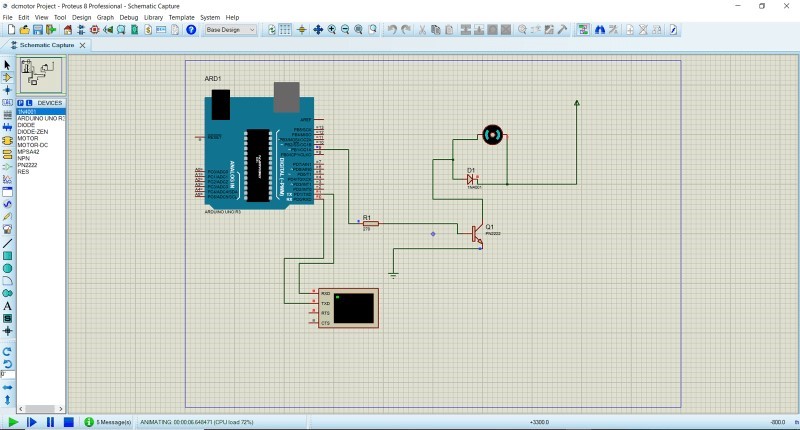 dcmotor Project - Proteus 8 Professional - Schematic Capture
File Edit View Tool Design Graph Debug Library Template System Help
Base Design
Schematic Capture
P L DEVICES
1N4001
ARDUINO UNO R3
DIODE
DIODE-ZEN
MOTOR
MOTOR-DC
MPSA42
NPN
PN2222
RES
ARD1
RESET
AREF
ANALOG IN
ARDUINO UNO R3
D1
1N4001
R1
270
Q1
PN2222
RXD
TXD
RTS
CTS
0°
5 Message(s)
ANIMATING: 00:00:06.648471 (CPU load 72%)
+3300.0
-800.0
th